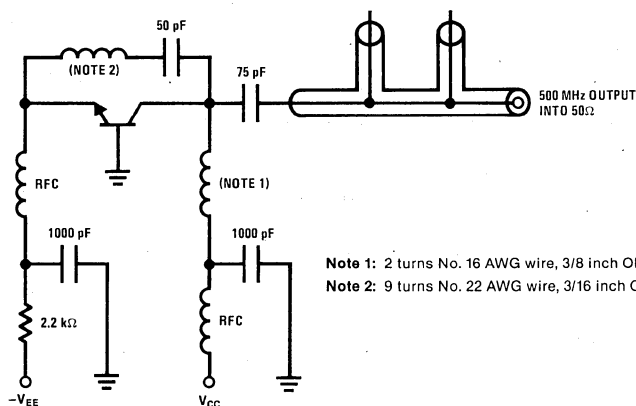 50 pF
(NOTE 2)
75 pF
500 MHz OUTPUT
INTO 50Ω
RFC
(NOTE 1)
1000 pF
1000 pF
Note 1: 2 turns No. 16 AWG wire, 3/8 inch
Note 2: 9 turns No. 22 AWG wire, 3/16 inch
2.2 kΩ
RFC
–VEE
VCC